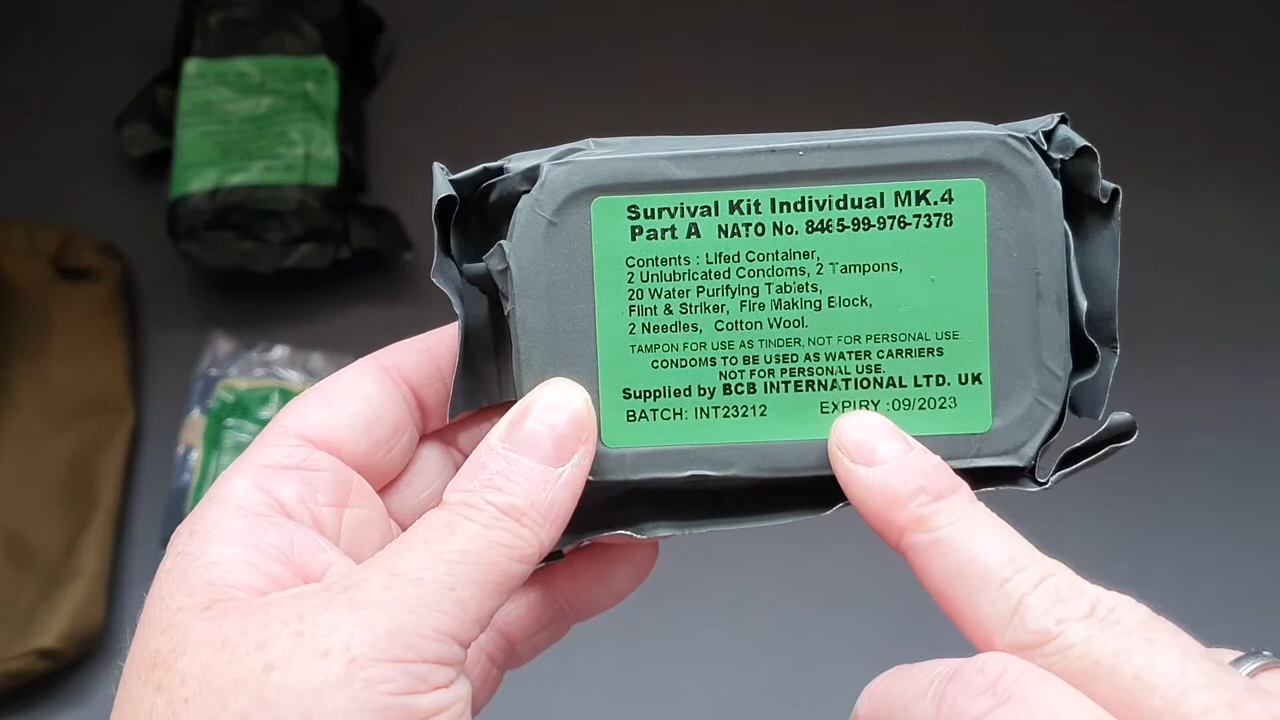 Survival Kit Individual MK.4
Part A NATO No. 8465-99-976-7378
Contents : Lifed Container,
2 Unlubricated Condoms, 2 Tampons,
20 Water Purifying Tablets,
Flint & Striker, Fire Making Block,
2 Needles, Cotton Wool.
TAMPON FOR USE AS TINDER, NOT FOR PERSONAL USE
CONDOMS TO BE USED AS WATER CARRIERS
NOT FOR PERSONAL USE.
Supplied by BCB INTERNATIONAL LTD. UK
BATCH: INT23212 EXPIRY :09/2023